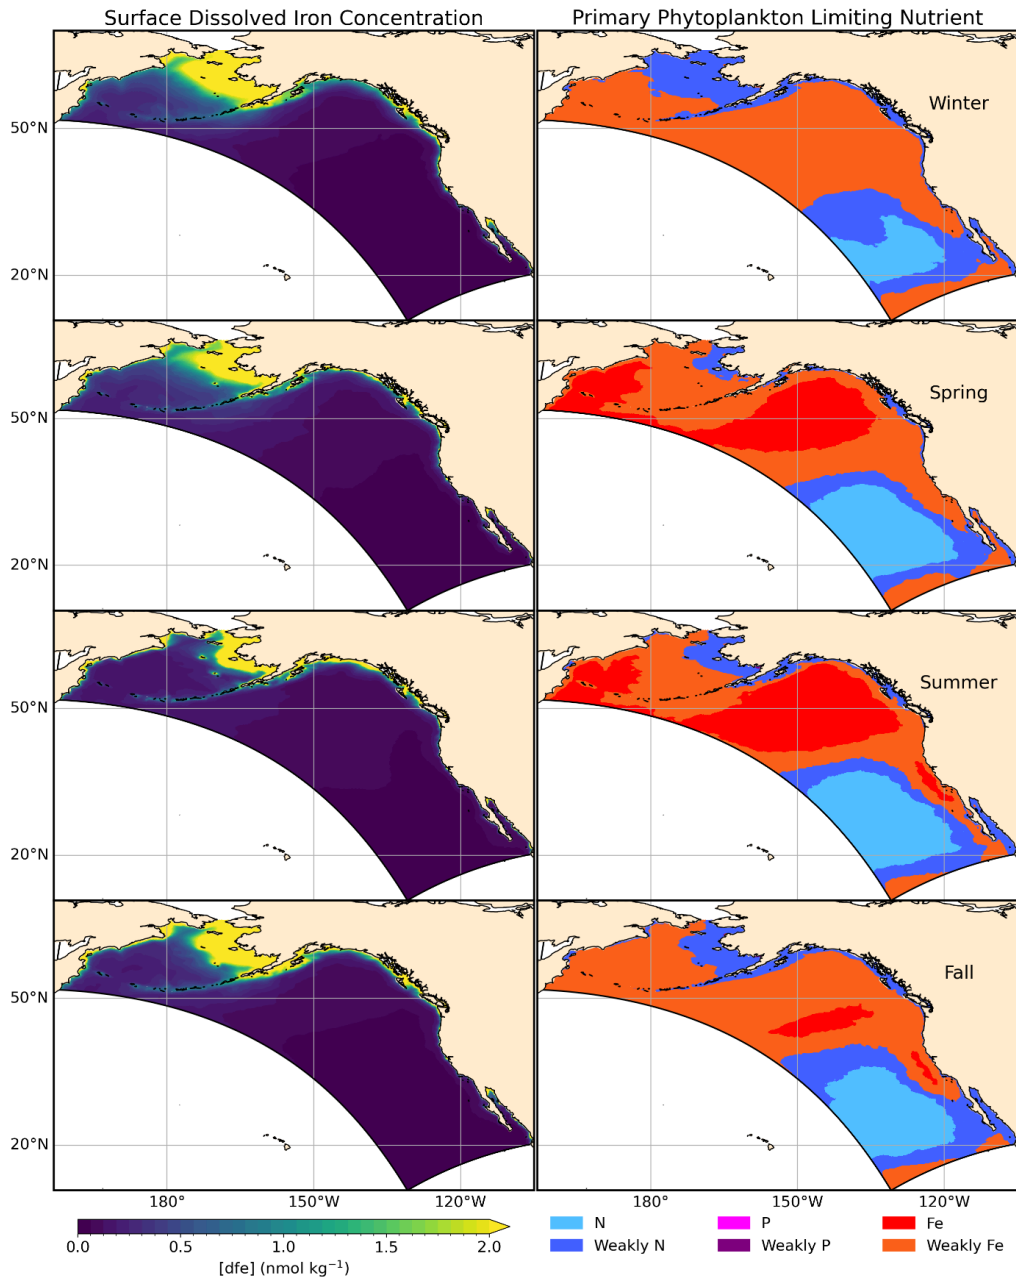 Surface Dissolved Iron Concentration
Primary Phytoplankton Limiting Nutrient
Winter
50°N
20°N
Spring
50°N
20°N
Summer
50°N
20°N
Fall
50°N
20°N
180° 150°W 120°W
180° 150°W 120°W
0.0 0.5 1.0 1.5 2.0
[dfe] (nmol kg⁻¹)
N P Fe
Weakly N Weakly P Weakly Fe